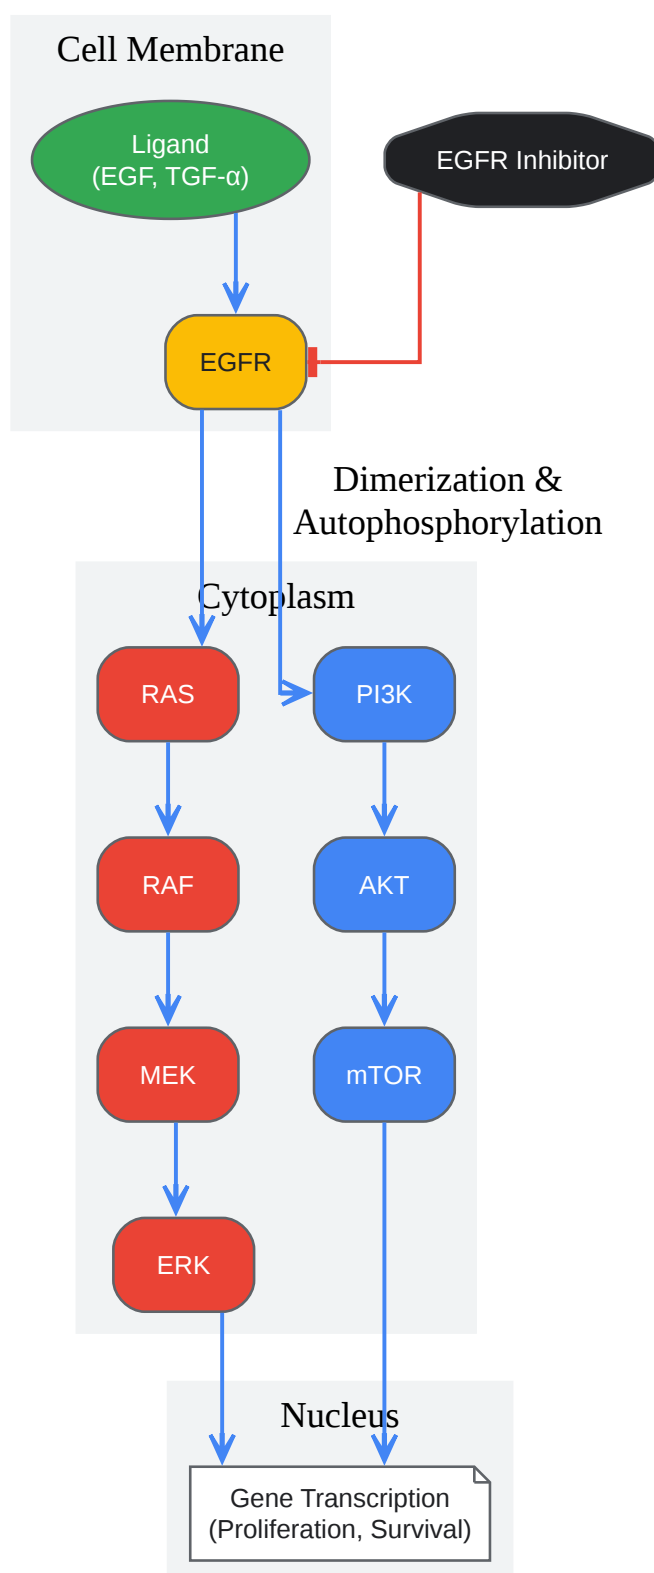 Cell Membrane
Ligand
(EGF, TGF-α)
EGFR Inhibitor
EGFR
Dimerization &
Autophosphorylation
Cytoplasm
RAS
PI3K
RAF
AKT
MEK
mTOR
ERK
Nucleus
Gene Transcription
(Proliferation, Survival)